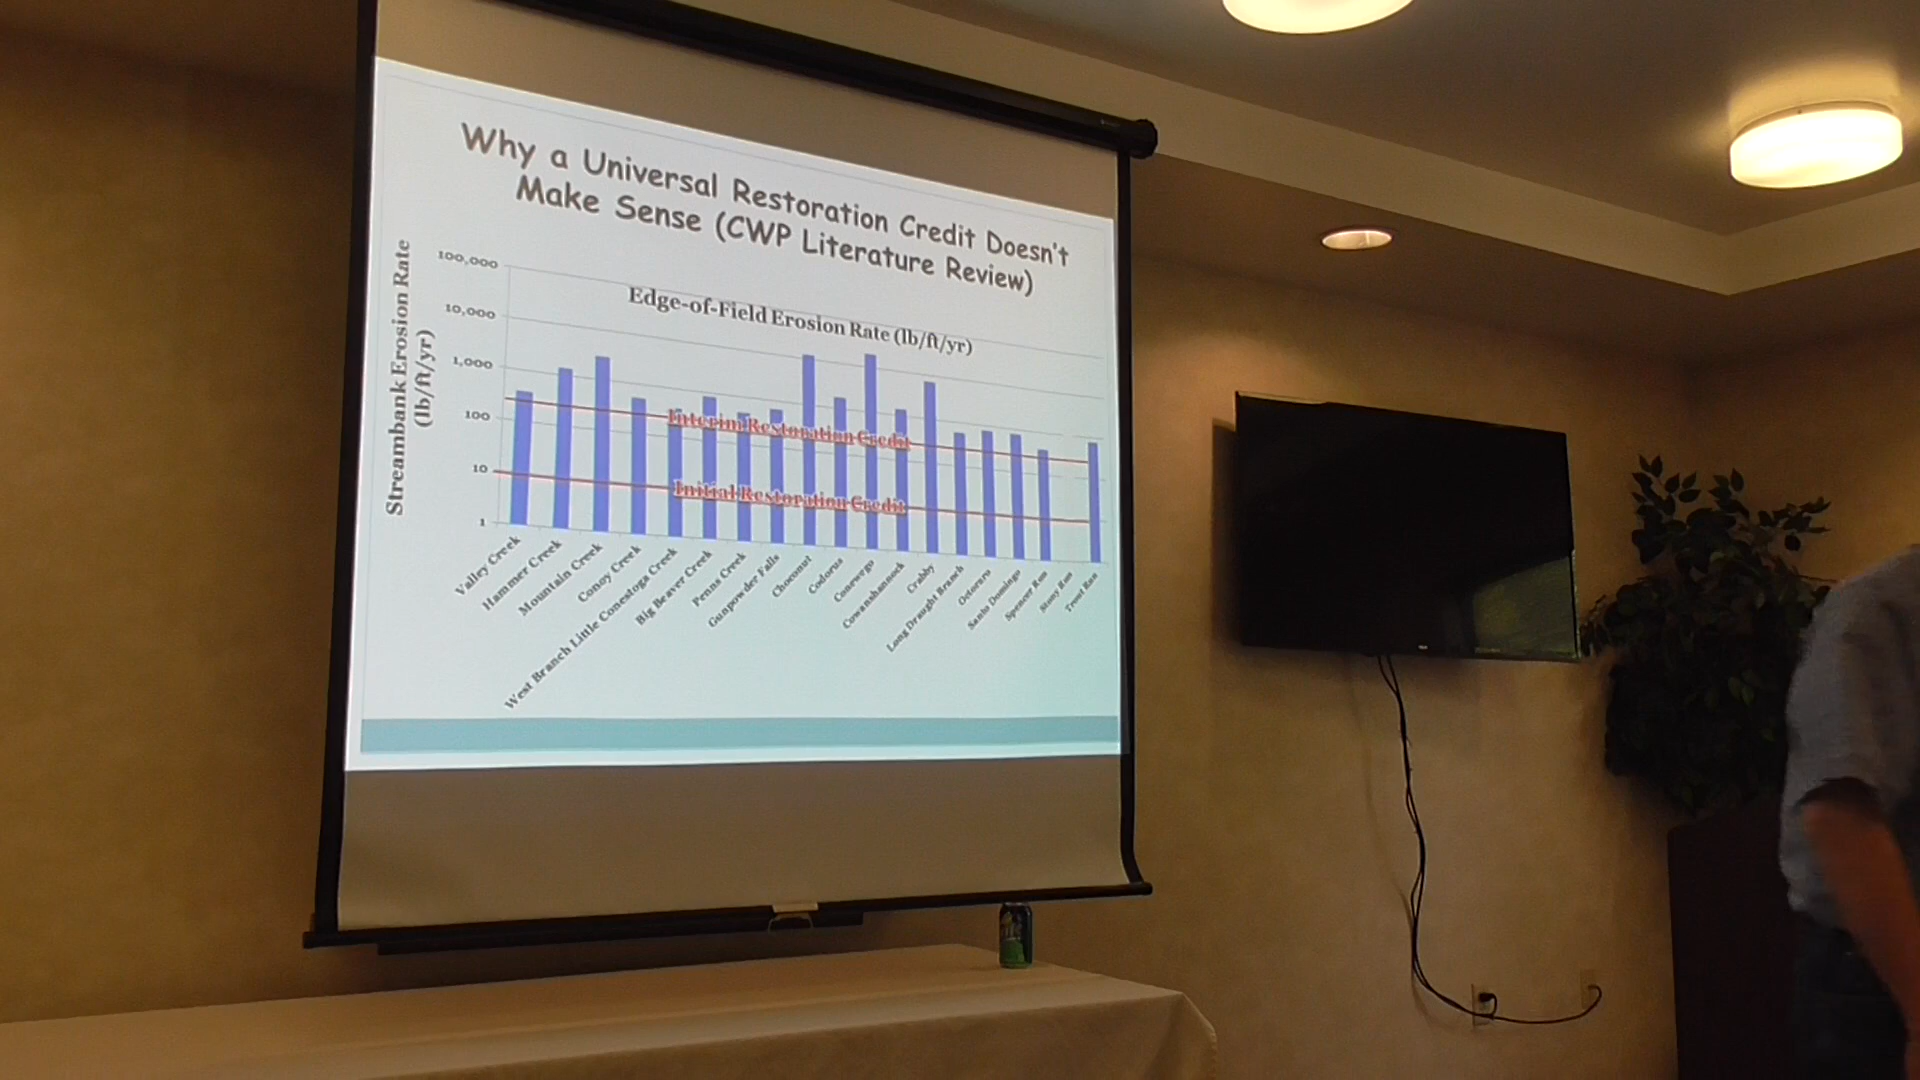 Why a Universal Restoration Credit Doesn't
Make Sense (CWP Literature Review)
Edge-of-Field Erosion Rate (lb/ft/yr)
Streambank Erosion Rate
(lb/ft/yr)
100,000
10,000
1,000
100
10
1
Interim Restoration Credit
Initial Restoration Credit
Valley Creek
Hammer Creek
Mountain Creek
Conoy Creek
West Branch Little Conestoga Creek
Big Beaver Creek
Penns Creek
Gunpowder Falls
Choconut
Codorus
Conewego
Cowanshannock
Crabby
Long Draught Branch
Octoraro
Santo Domingo
Spencer Run
Stony Run
Trout Run